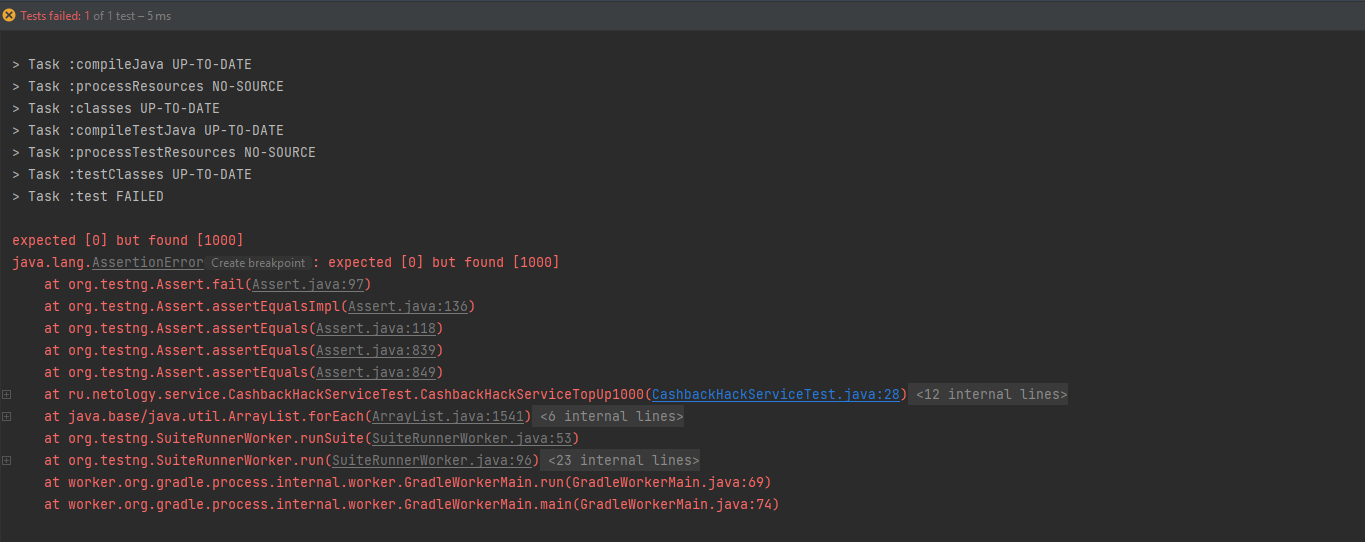 Tests failed: 1 of 1 test – 5 ms
> Task :compileJava UP-TO-DATE
> Task :processResources NO-SOURCE
> Task :classes UP-TO-DATE
> Task :compileTestJava UP-TO-DATE
> Task :processTestResources NO-SOURCE
> Task :testClasses UP-TO-DATE
> Task :test FAILED
expected [0] but found [1000]
java.lang.AssertionError Create breakpoint : expected [0] but found [1000]
at org.testng.Assert.fail(Assert.java:97)
at org.testng.Assert.assertEqualsImpl(Assert.java:136)
at org.testng.Assert.assertEquals(Assert.java:118)
at org.testng.Assert.assertEquals(Assert.java:839)
at org.testng.Assert.assertEquals(Assert.java:849)
at ru.netology.service.CashbackHackServiceTest.CashbackHackServiceTopUp1000(CashbackHackServiceTest.java:28) <12 internal lines>
at java.base/java.util.ArrayList.forEach(ArrayList.java:1541) <6 internal lines>
at org.testng.SuiteRunnerWorker.runSuite(SuiteRunnerWorker.java:53)
at org.testng.SuiteRunnerWorker.run(SuiteRunnerWorker.java:96) <23 internal lines>
at worker.org.gradle.process.internal.worker.GradleWorkerMain.run(GradleWorkerMain.java:69)
at worker.org.gradle.process.internal.worker.GradleWorkerMain.main(GradleWorkerMain.java:74)